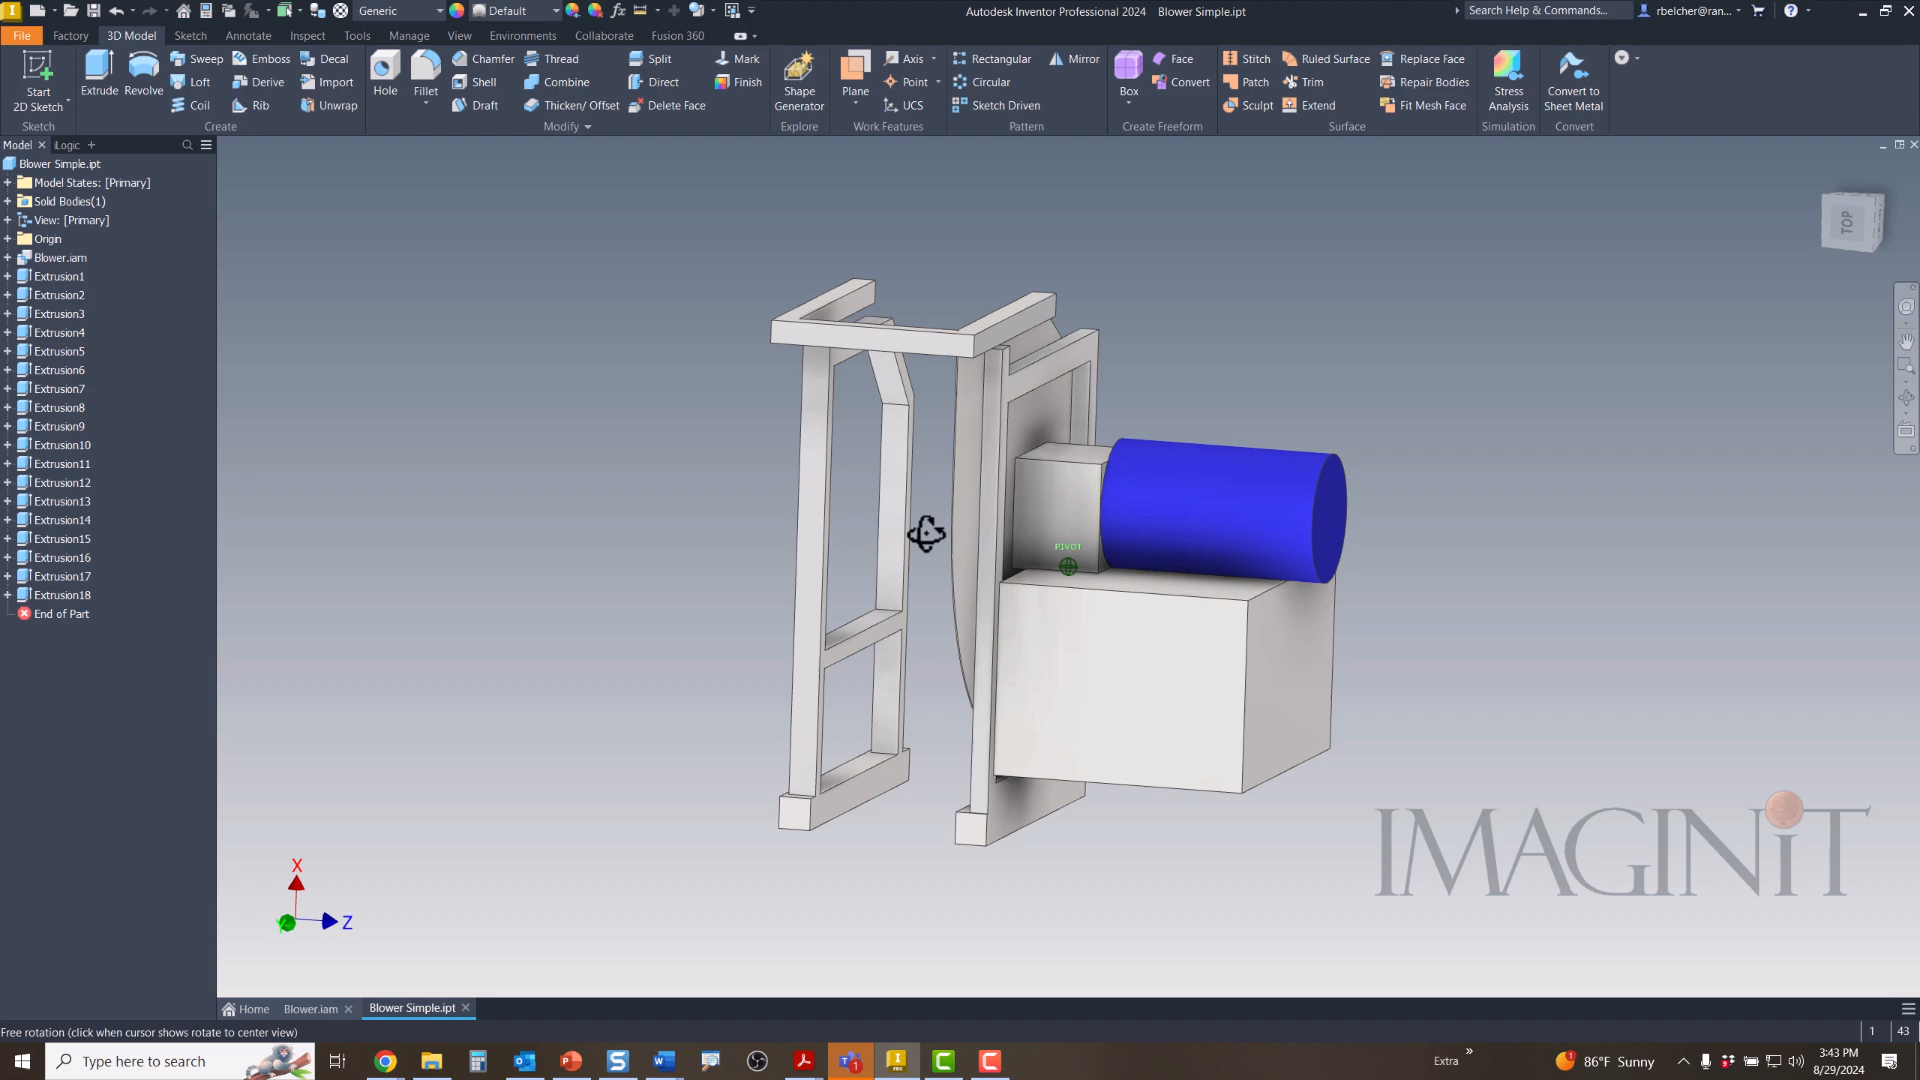 Generic
Default
Autodesk Inventor Professional 2024 Blower Simple.ipt
Search Help & Commands...
rbelcher@ran...
File
Factory
3D Model
Sketch
Annotate
Inspect
Tools
Manage
View
Environments
Collaborate
Fusion 360
Start
2D Sketch
Sketch
Extrude
Revolve
Sweep
Loft
Coil
Emboss
Derive
Rib
Decal
Import
Unwrap
Create
Hole
Fillet
Chamfer
Shell
Draft
Thread
Combine
Thicken/ Offset
Split
Direct
Delete Face
Mark
Finish
Modify
Shape
Generator
Explore
Plane
Axis
Point
UCS
Work Features
Rectangular
Circular
Sketch Driven
Mirror
Pattern
Box
Face
Convert
Create Freeform
Stitch
Patch
Sculpt
Ruled Surface
Trim
Extend
Replace Face
Repair Bodies
Fit Mesh Face
Surface
Stress
Analysis
Simulation
Convert to
Sheet Metal
Convert
Model
iLogic
Blower Simple.ipt
Model States: [Primary]
Solid Bodies(1)
View: [Primary]
Origin
Blower.iam
Extrusion1
Extrusion2
Extrusion3
Extrusion4
Extrusion5
Extrusion6
Extrusion7
Extrusion8
Extrusion9
Extrusion10
Extrusion11
Extrusion12
Extrusion13
Extrusion14
Extrusion15
Extrusion16
Extrusion17
Extrusion18
End of Part
TOP
PIVOT
IMAGINiT
X
Y
Z
Home
Blower.iam
Blower Simple.ipt
Free rotation (click when cursor shows rotate to center view)
1
43
Type here to search
Extra
86°F Sunny
3:43 PM
8/29/2024